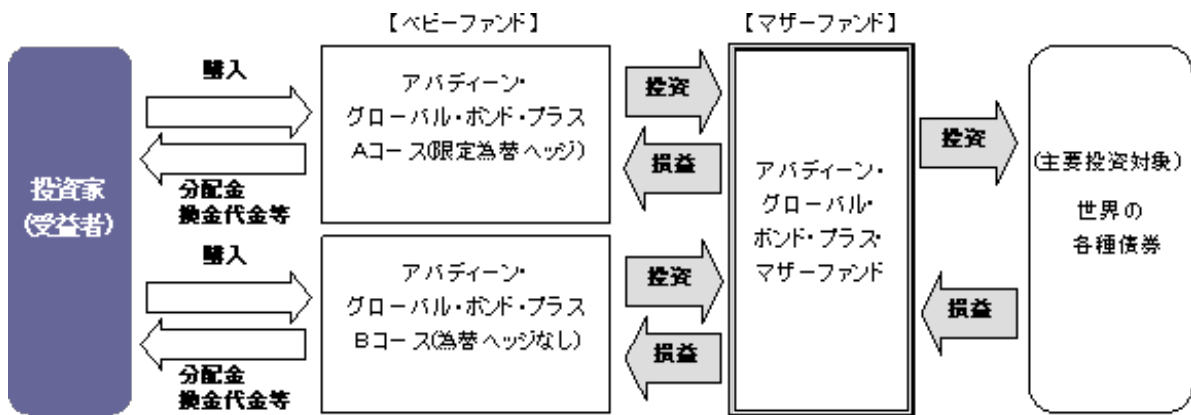 【ベビーファンド】
【マザーファンド】
投資家
(受益者)
購入
分配金
換金代金等
アバディーン・
グローバル・ボンド・プラス
Aコース(限定為替ヘッジ)
投資
損益
購入
分配金
換金代金等
アバディーン・
グローバル・ボンド・プラス
Bコース(為替ヘッジなし)
投資
損益
アバディーン・
グローバル・
ボンド・プラス・
マザーファンド
投資
損益
(主要投資対象)
世界の
各種債券